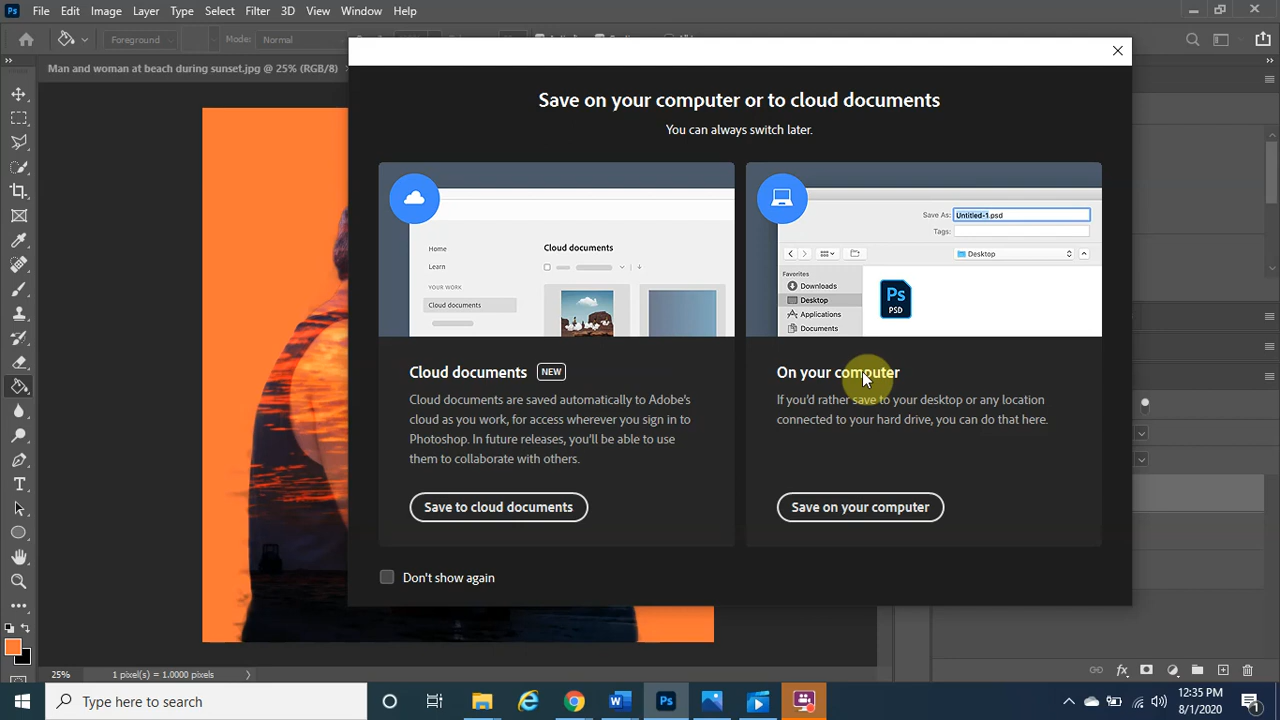 Ps File Edit Image Layer Type Select Filter 3D View Window Help
Foreground Mode: Normal
Man and woman at beach during sunset.jpg @ 25% (RGB/8)
Save on your computer or to cloud documents
You can always switch later.
Cloud documents
Home
Learn
YOUR WORK
Cloud documents
Save As: Untitled-1.psd
Tags:
Desktop
Favorites
Downloads
Desktop
Applications
Documents
Ps
PSD
Cloud documents NEW
Cloud documents are saved automatically to Adobe's
cloud as you work, for access wherever you sign in to
Photoshop. In future releases, you'll be able to use
them to collaborate with others.
Save to cloud documents
On your computer
If you'd rather save to your desktop or any location
connected to your hard drive, you can do that here.
Save on your computer
Don't show again
25% 1 pixel(s) = 1.0000 pixels
Type here to search
Ps
12:35 PM
8/1/2020
1